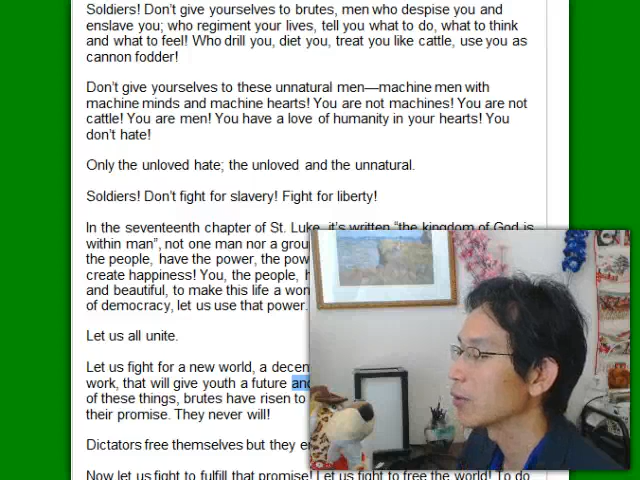 Soldiers! Don't give yourselves to brutes, men who despise you and
enslave you; who regiment your lives, tell you what to do, what to think
and what to feel! Who drill you, diet you, treat you like cattle, use you as
cannon fodder!
Don't give yourselves to these unnatural men—machine men with
machine minds and machine hearts! You are not machines! You are not
cattle! You are men! You have a love of humanity in your hearts! You
don't hate!
Only the unloved hate; the unloved and the unnatural.
Soldiers! Don't fight for slavery! Fight for liberty!
In the seventeenth chapter of St. Luke, it's written "the kingdom of God is
within man", not one man nor a grou
the people, have the power, the pow
create happiness! You, the people, h
and beautiful, to make this life a won
of democracy, let us use that power.
Let us all unite.
Let us fight for a new world, a decen
work, that will give youth a future and
of these things, brutes have risen to
their promise. They never will!
Dictators free themselves but they e
Now let us fight to fulfill that promise! Let us fight to free the world! To do